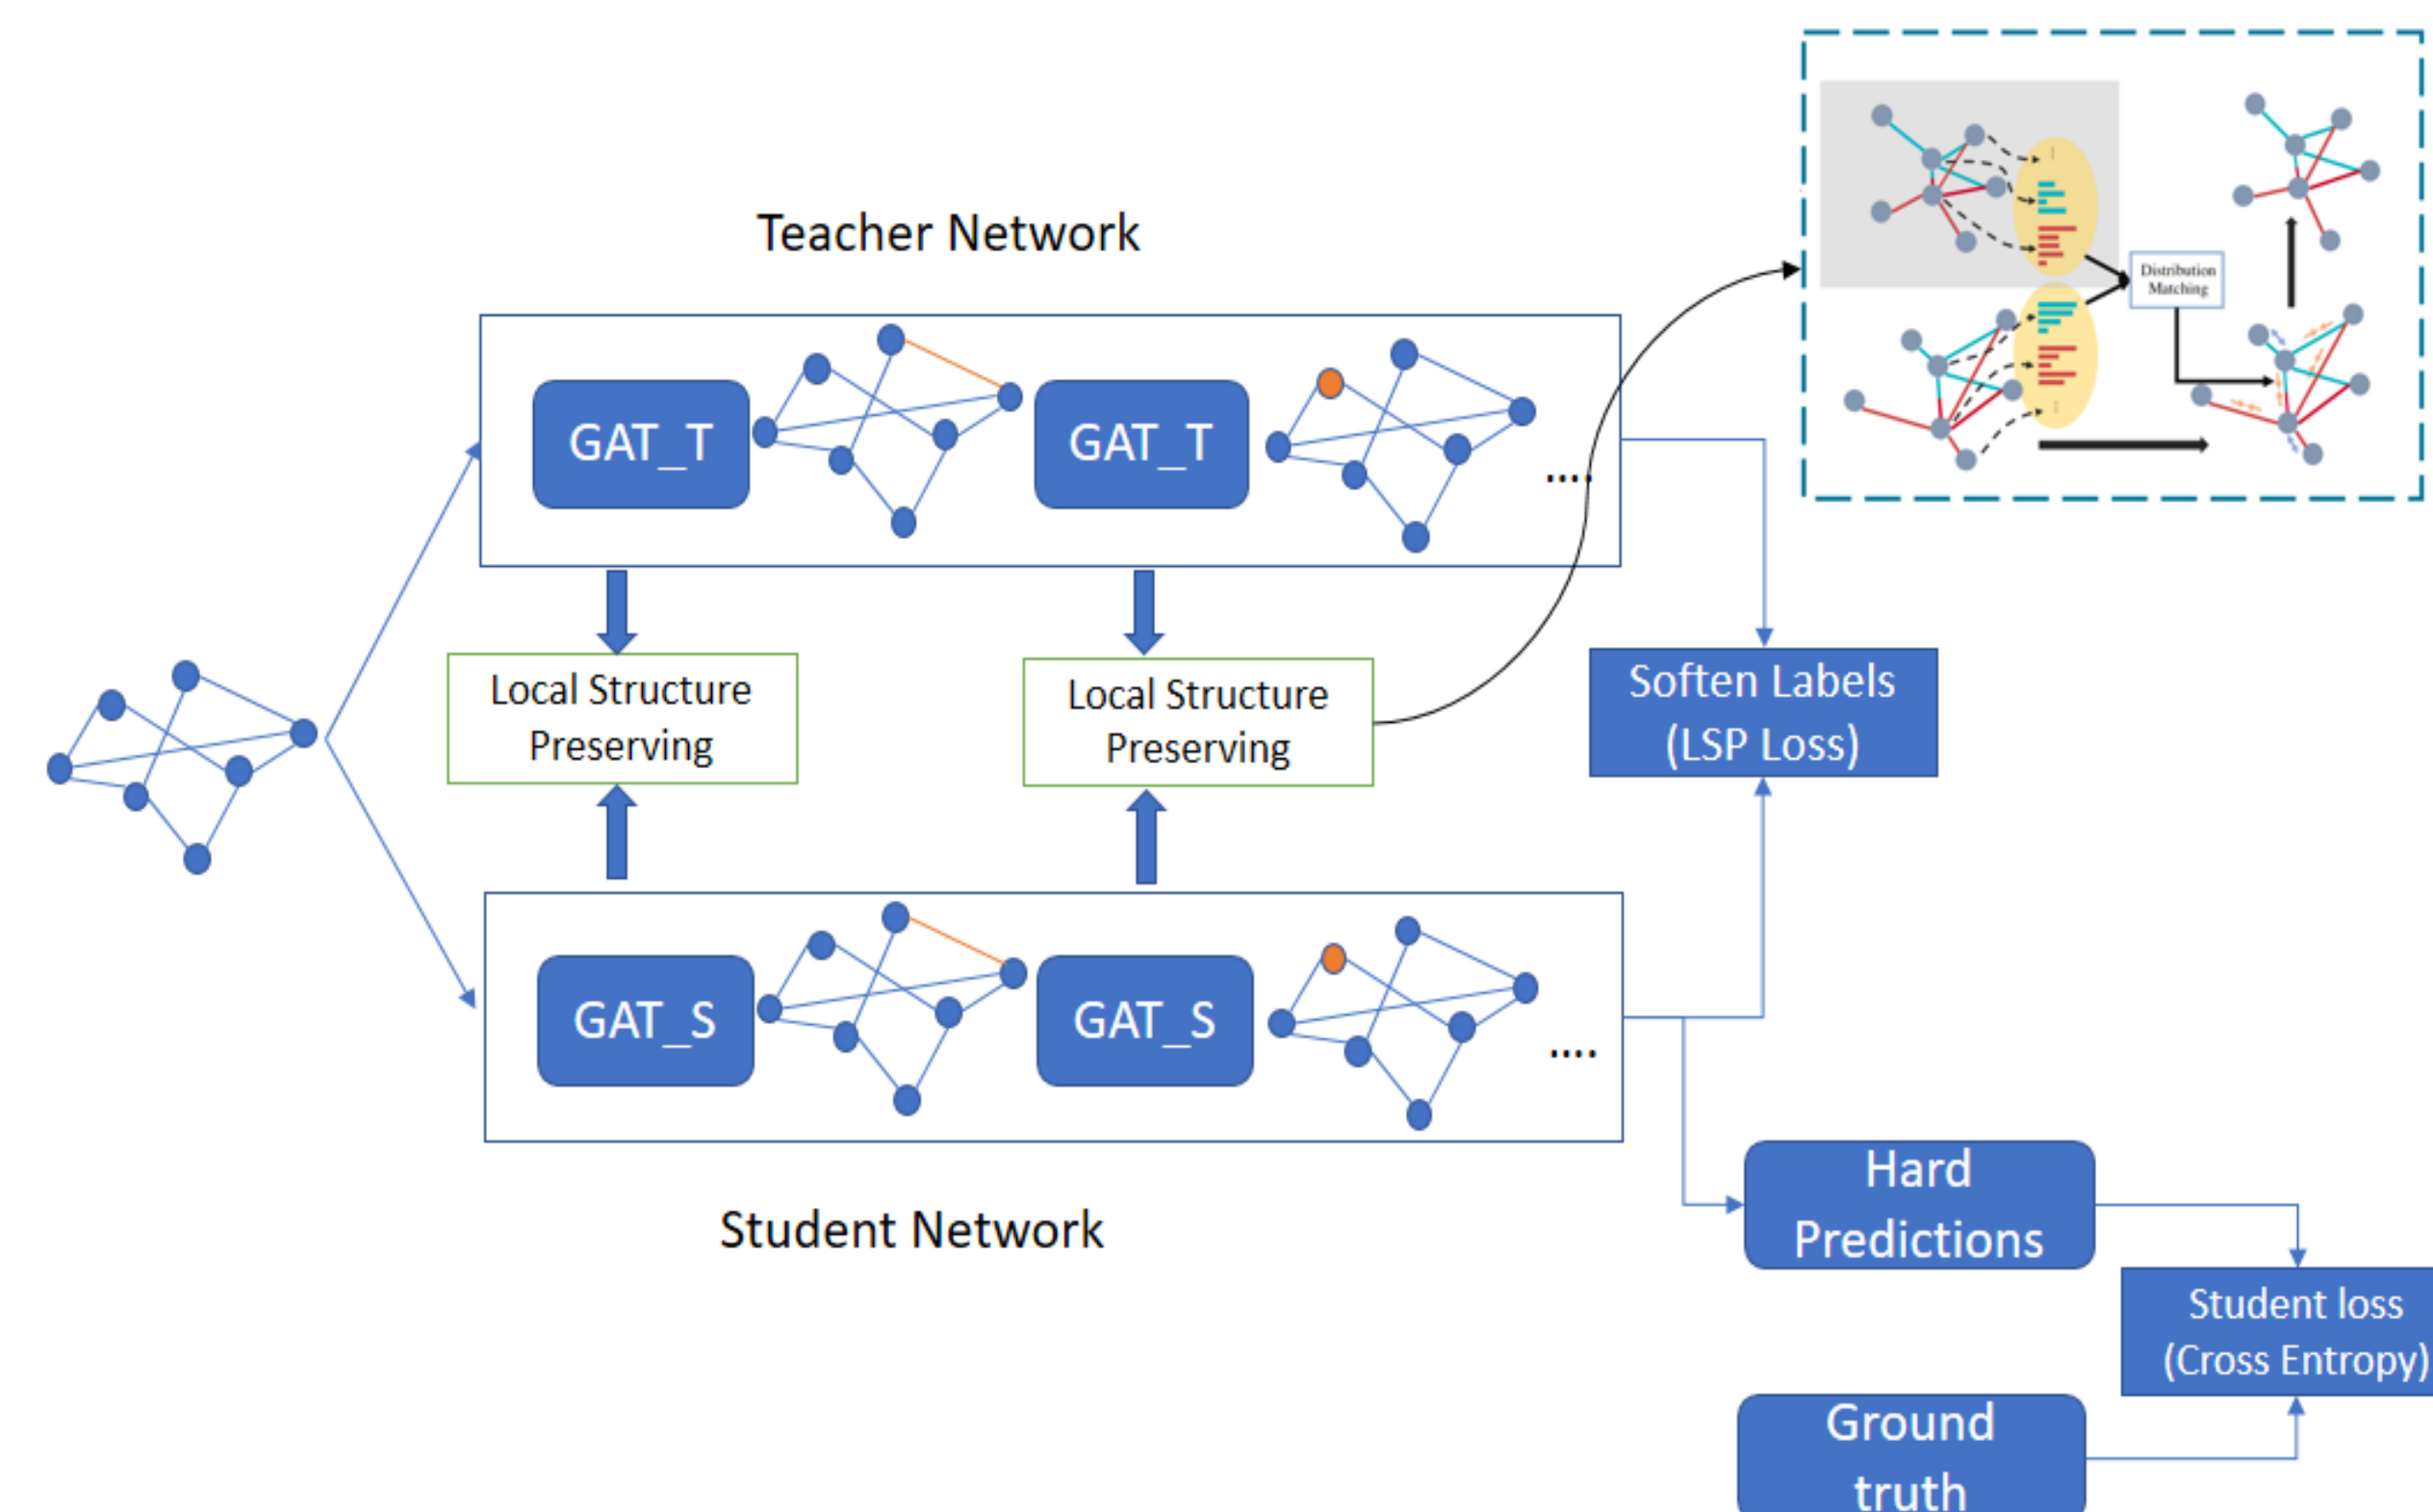 Teacher Network
Distribution
Matching
GAT_T
GAT_T
....
Local Structure
Preserving
Local Structure
Preserving
Soften Labels
(LSP Loss)
GAT_S
GAT_S
....
Student Network
Hard
Predictions
Student loss
(Cross Entropy)
Ground
truth